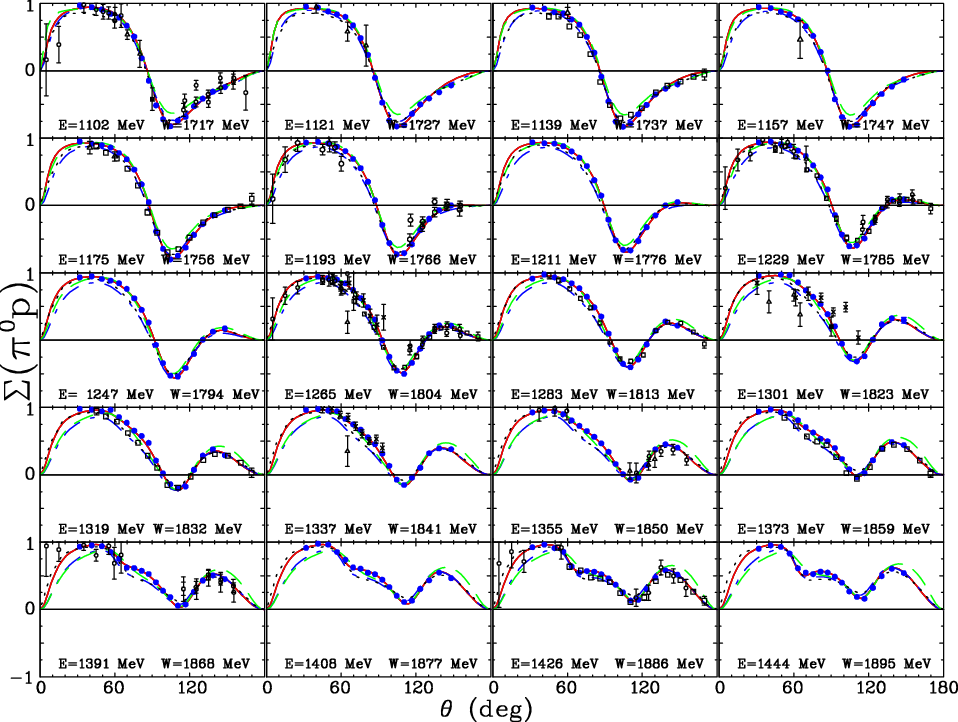 1
0
E=1102 MeV W=1717 MeV
E=1121 MeV W=1727 MeV
E=1139 MeV W=1737 MeV
E=1157 MeV W=1747 MeV
1
0
E=1175 MeV W=1756 MeV
E=1193 MeV W=1766 MeV
E=1211 MeV W=1776 MeV
E=1229 MeV W=1785 MeV
1
0
Σ(π⁰p)
E= 1247 MeV W=1794 MeV
E=1265 MeV W=1804 MeV
E=1283 MeV W=1813 MeV
E=1301 MeV W=1823 MeV
1
0
E=1319 MeV W=1832 MeV
E=1337 MeV W=1841 MeV
E=1355 MeV W=1850 MeV
E=1373 MeV W=1859 MeV
1
0
E=1391 MeV W=1868 MeV
E=1408 MeV W=1877 MeV
E=1426 MeV W=1886 MeV
E=1444 MeV W=1895 MeV
-1
0 60 120 0 60 120 0 60 120 0 60 120 180
θ (deg)